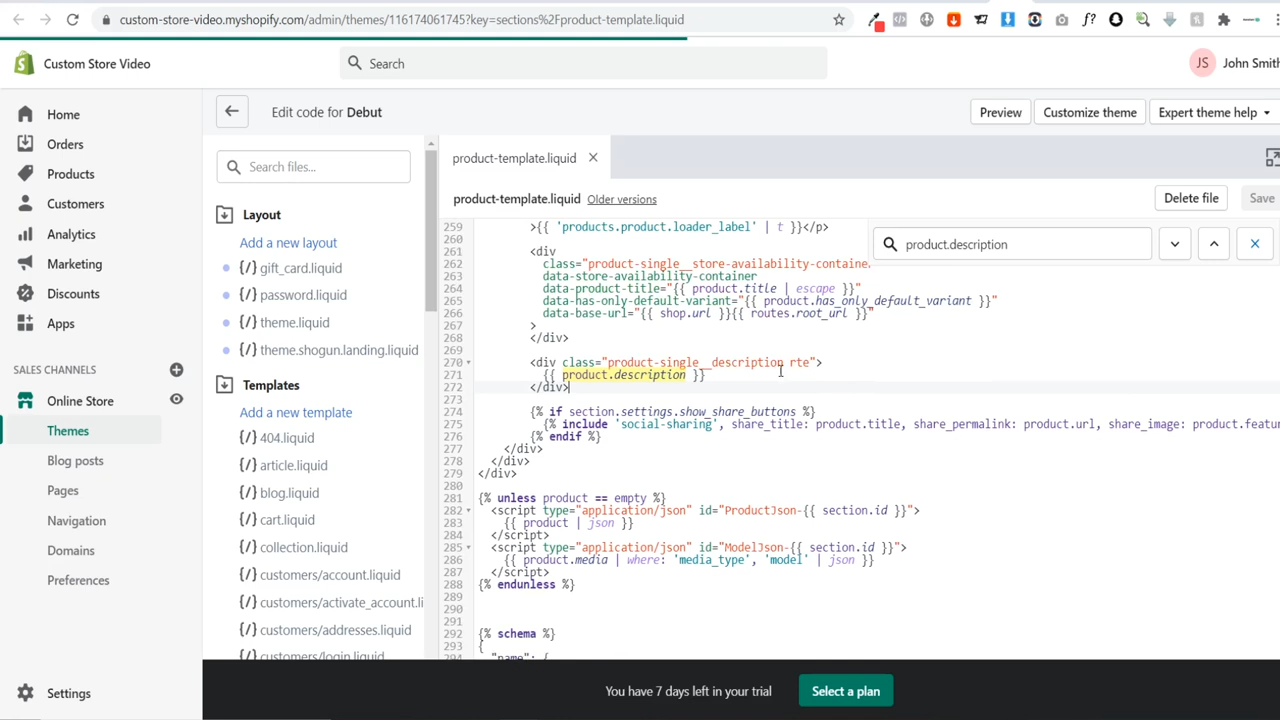 custom-store-video.myshopify.com/admin/themes/116174061745?key=sections%2Fproduct-template.liquid
Custom Store Video
Search
JS
John Smith
Home
Orders
Products
Customers
Analytics
Marketing
Discounts
Apps
SALES CHANNELS
Online Store
Themes
Blog posts
Pages
Navigation
Domains
Preferences
Settings
Edit code for Debut
Preview
Customize theme
Expert theme help
Search files...
Layout
Add a new layout
{/} gift_card.liquid
{/} password.liquid
{/} theme.liquid
{/} theme.shogun.landing.liquid
Templates
Add a new template
{/} 404.liquid
{/} article.liquid
{/} blog.liquid
{/} cart.liquid
{/} collection.liquid
{/} customers/account.liquid
{/} customers/activate_account.li
{/} customers/addresses.liquid
{/} customers/login.liquid
product-template.liquid
product-template.liquid Older versions
Delete file
Save
product.description
259 >{{ 'products.product.loader_label' | t }}</p>
260
261 <div
262 class="product-single__store-availability-container
263 data-store-availability-container
264 data-product-title="{{ product.title | escape }}"
265 data-has-only-default-variant="{{ product.has_only_default_variant }}"
266 data-base-url="{{ shop.url }}{{ routes.root_url }}"
267 >
268 </div>
269
270 <div class="product-single__description rte">
271 {{ product.description }}
272 </div>
273
274 {% if section.settings.show_share_buttons %}
275 {% include 'social-sharing', share_title: product.title, share_permalink: product.url, share_image: product.featur
276 {% endif %}
277 </div>
278 </div>
279 </div>
280
281 {% unless product == empty %}
282 <script type="application/json" id="ProductJson-{{ section.id }}">
283 {{ product | json }}
284 </script>
285 <script type="application/json" id="ModelJson-{{ section.id }}">
286 {{ product.media | where: 'media_type', 'model' | json }}
287 </script>
288 {% endunless %}
289
290
291
292 {% schema %}
293 {
294 "name": {
You have 7 days left in your trial
Select a plan